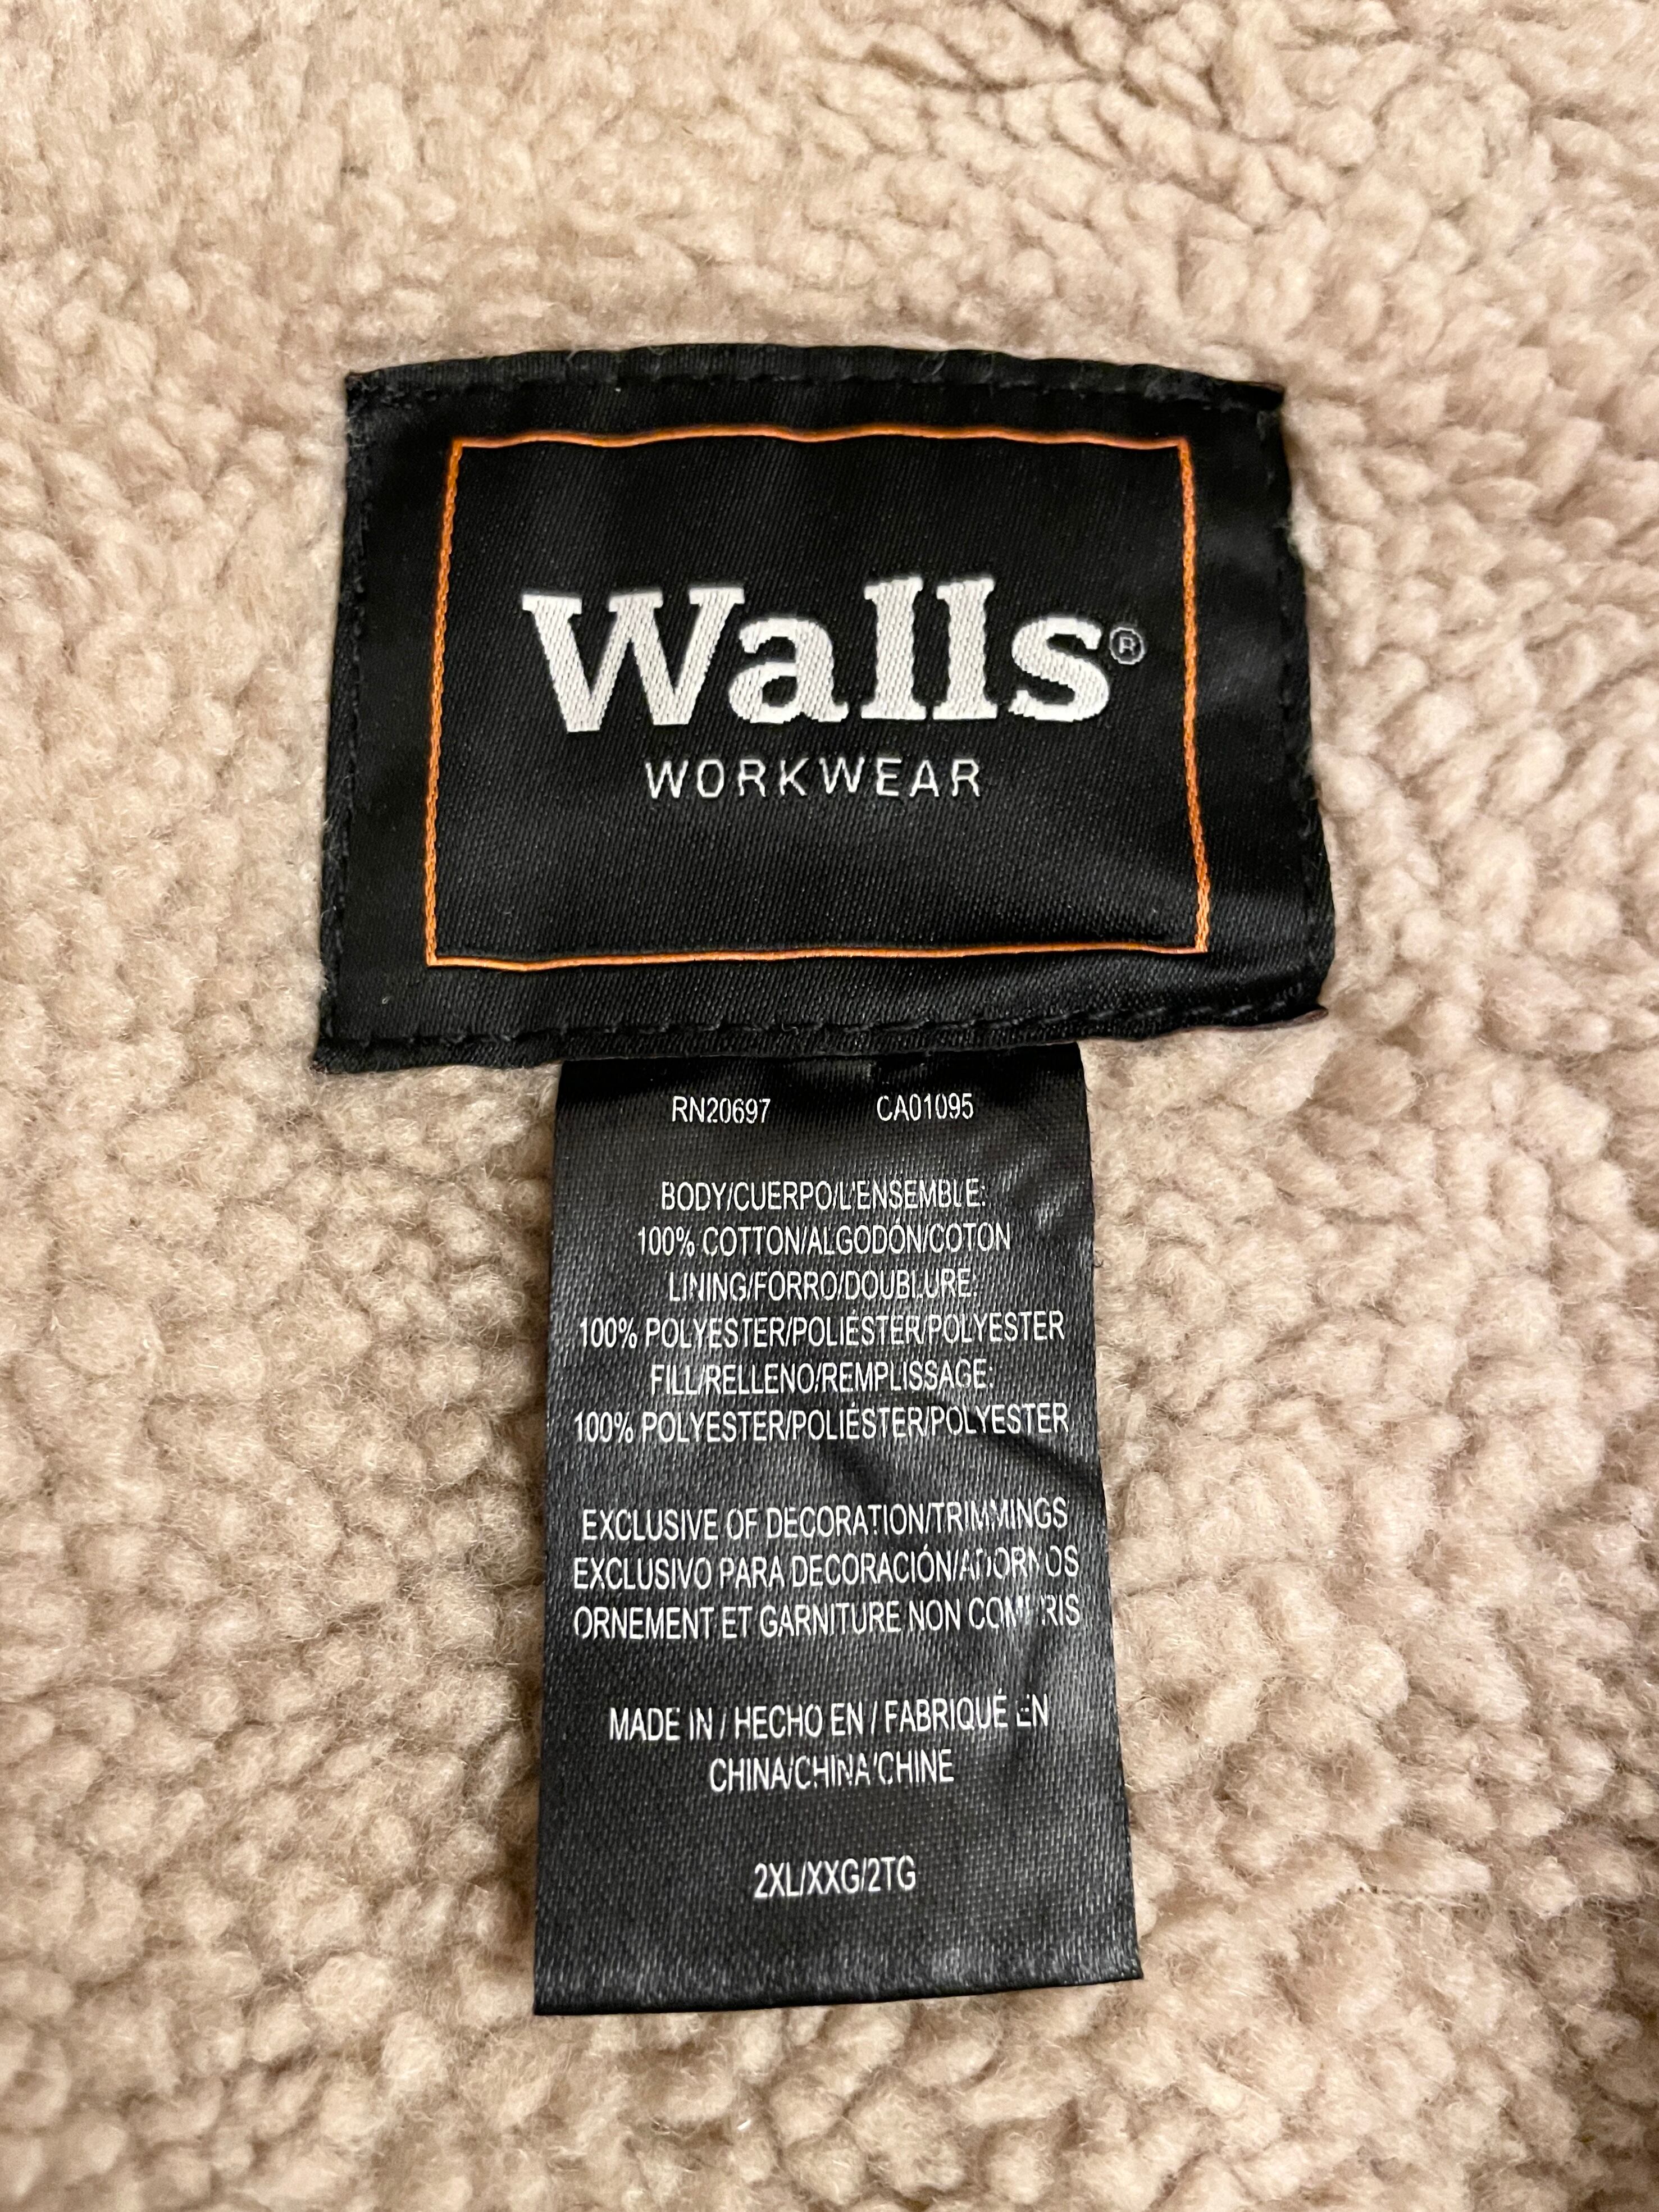 Walls®
WORKWEAR
RN20697 CA01095
BODY/CUERPO/L'ENSEMBLE:
100% COTTON/ALGODÓN/COTON
LINING/FORRO/DOUBLURE:
100% POLYESTER/POLIÉSTER/POLYESTER
FILL/RELLENO/REMPLISSAGE:
100% POLYESTER/POLIÉSTER/POLYESTER
EXCLUSIVE OF DECORATION/TRIMMINGS
EXCLUSIVO PARA DECORACIÓN/ADORNOS
ORNEMENT ET GARNITURE NON COMPRIS
MADE IN / HECHO EN / FABRIQUÉ EN
CHINA/CHINA/CHINE
2XL/XXG/2TG